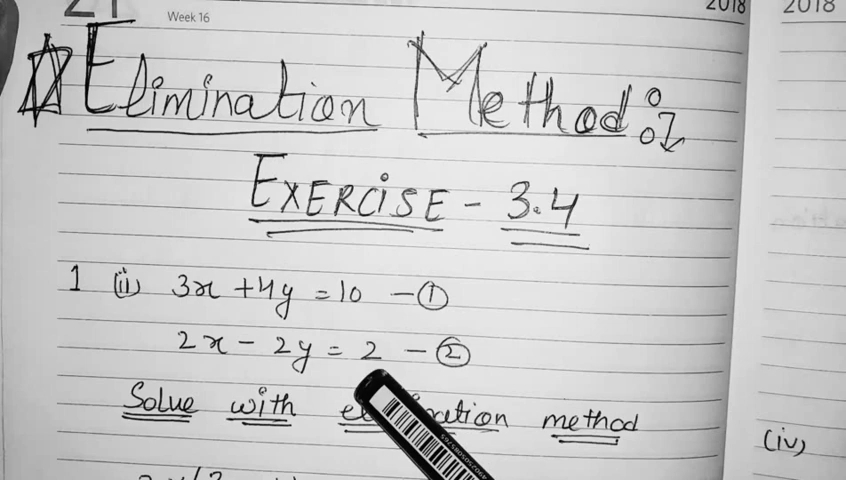 21
Week 16
2018
2018
Elimination Method :
EXERCISE - 3.4
1 (ii) 3x + 4y = 10 - ①
2x - 2y = 2 - ②
Solve with method
(iv)